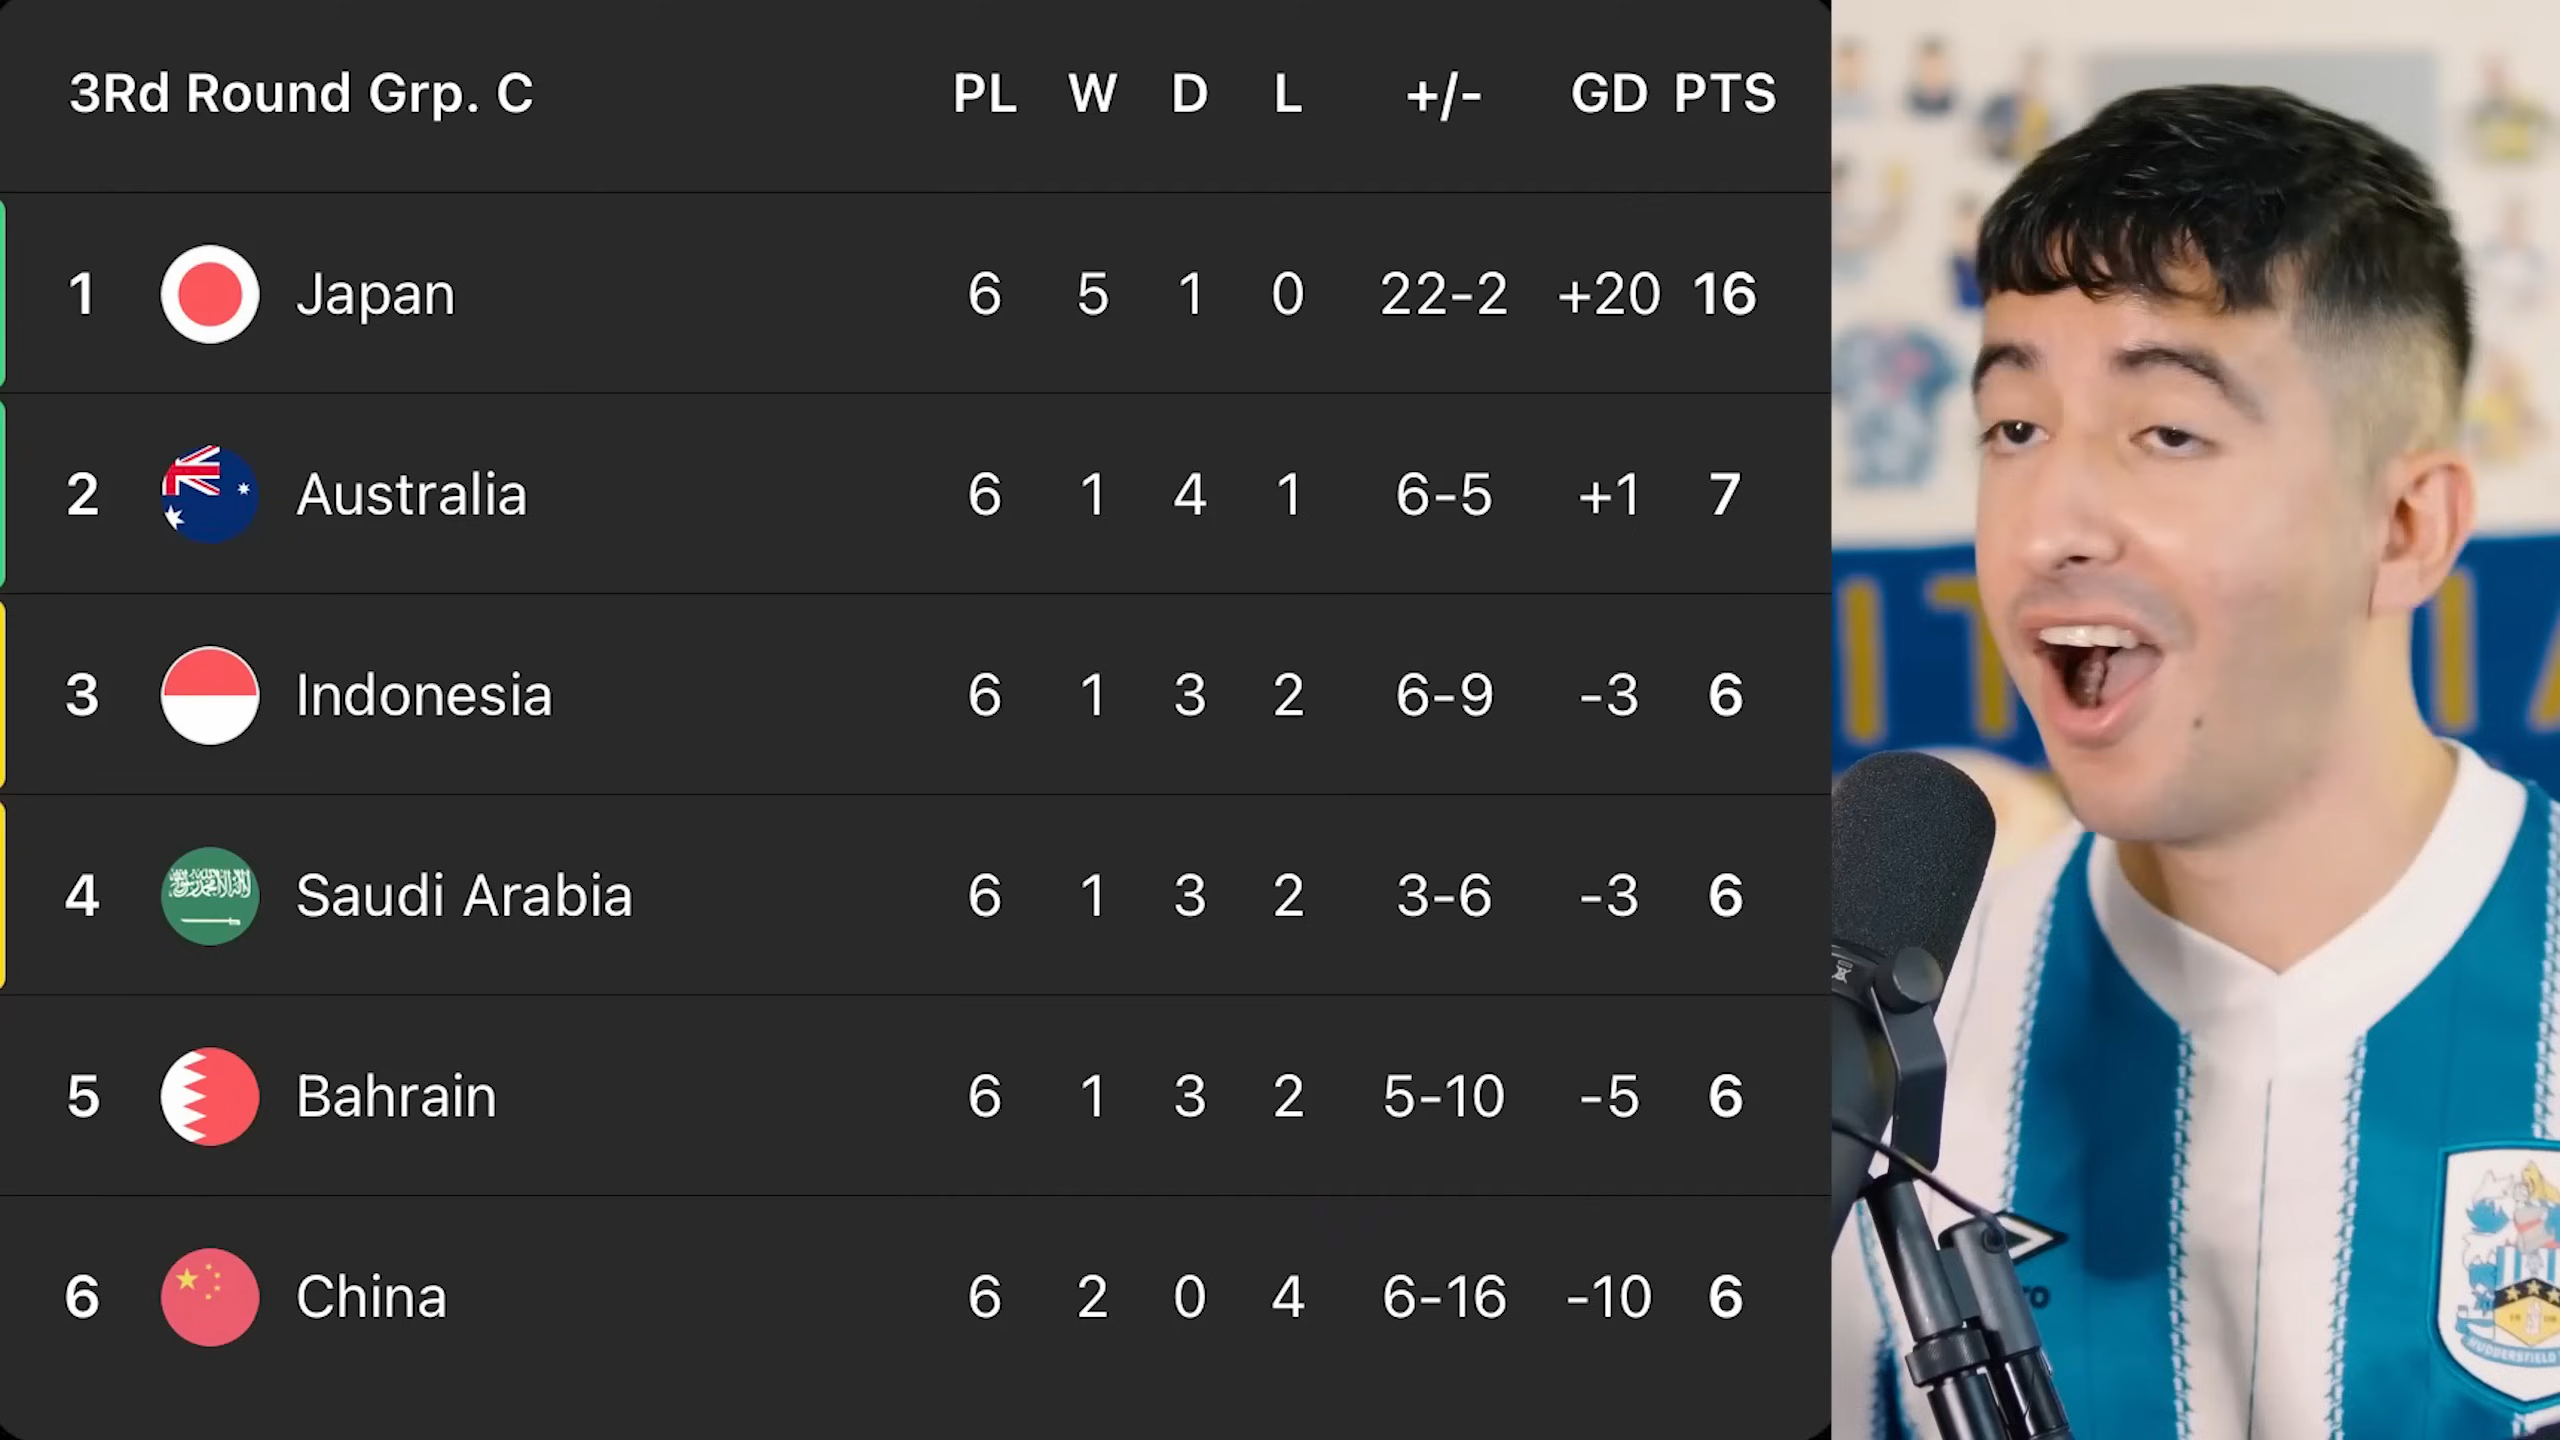 3Rd Round Grp. C PL W D L +/- GD PTS
1 Japan 6 5 1 0 22-2 +20 16
2 Australia 6 1 4 1 6-5 +1 7
3 Indonesia 6 1 3 2 6-9 -3 6
4 Saudi Arabia 6 1 3 2 3-6 -3 6
5 Bahrain 6 1 3 2 5-10 -5 6
6 China 6 2 0 4 6-16 -10 6
HUDDERSFIELD